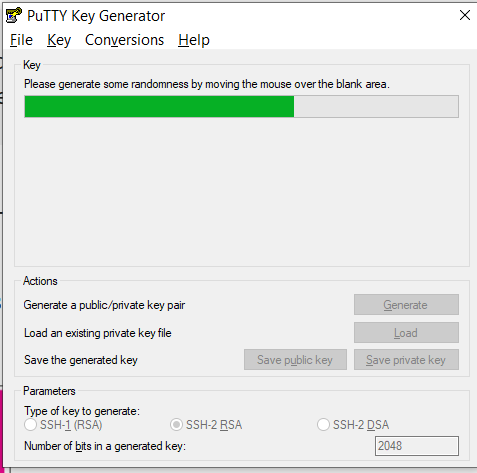 PuTTY Key Generator
File Key Conversions Help
Key
Please generate some randomness by moving the mouse over the blank area.
Actions
Generate a public/private key pair Generate
Load an existing private key file Load
Save the generated key Save public key Save private key
Parameters
Type of key to generate:
SSH-1 (RSA) SSH-2 RSA SSH-2 DSA
Number of bits in a generated key: 2048